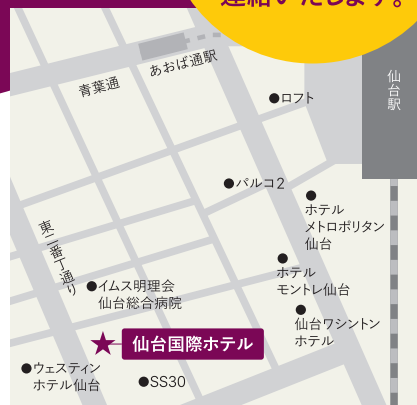 連絡いたします。
あおば通駅
青葉通
仙台駅
ロフト
パルコ2
ホテル
メトロポリタン
仙台
東二番丁通り
ホテル
モントレ仙台
イムス明理会
仙台総合病院
仙台ワシントン
ホテル
仙台国際ホテル
ウェスティン
ホテル仙台
SS30